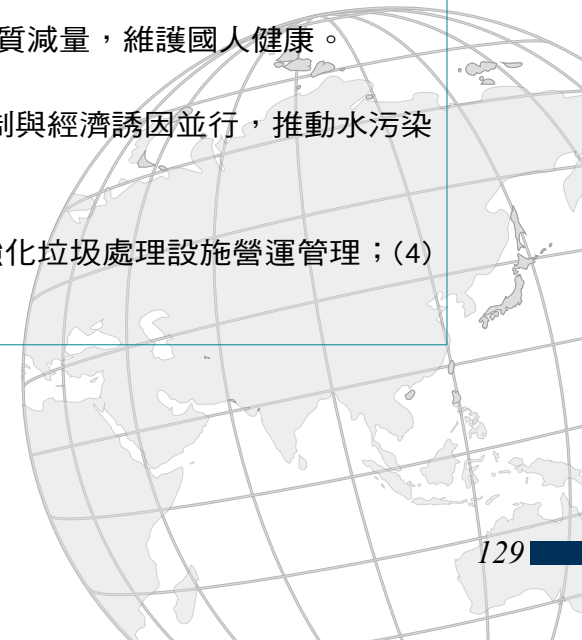 質減量，維護國人健康。
制與經濟誘因並行，推動水污染
強化垃圾處理設施營運管理；(4)
129